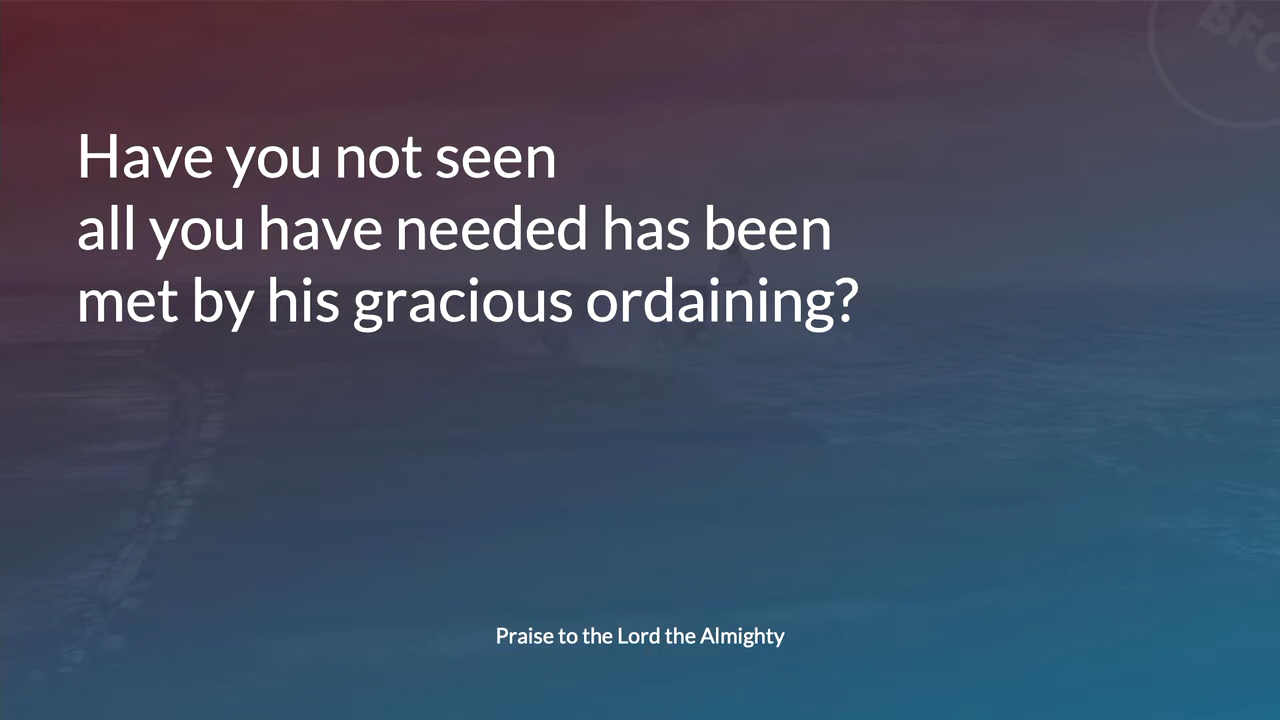 BFC
Have you not seen
all you have needed has been
met by his gracious ordaining?
Praise to the Lord the Almighty